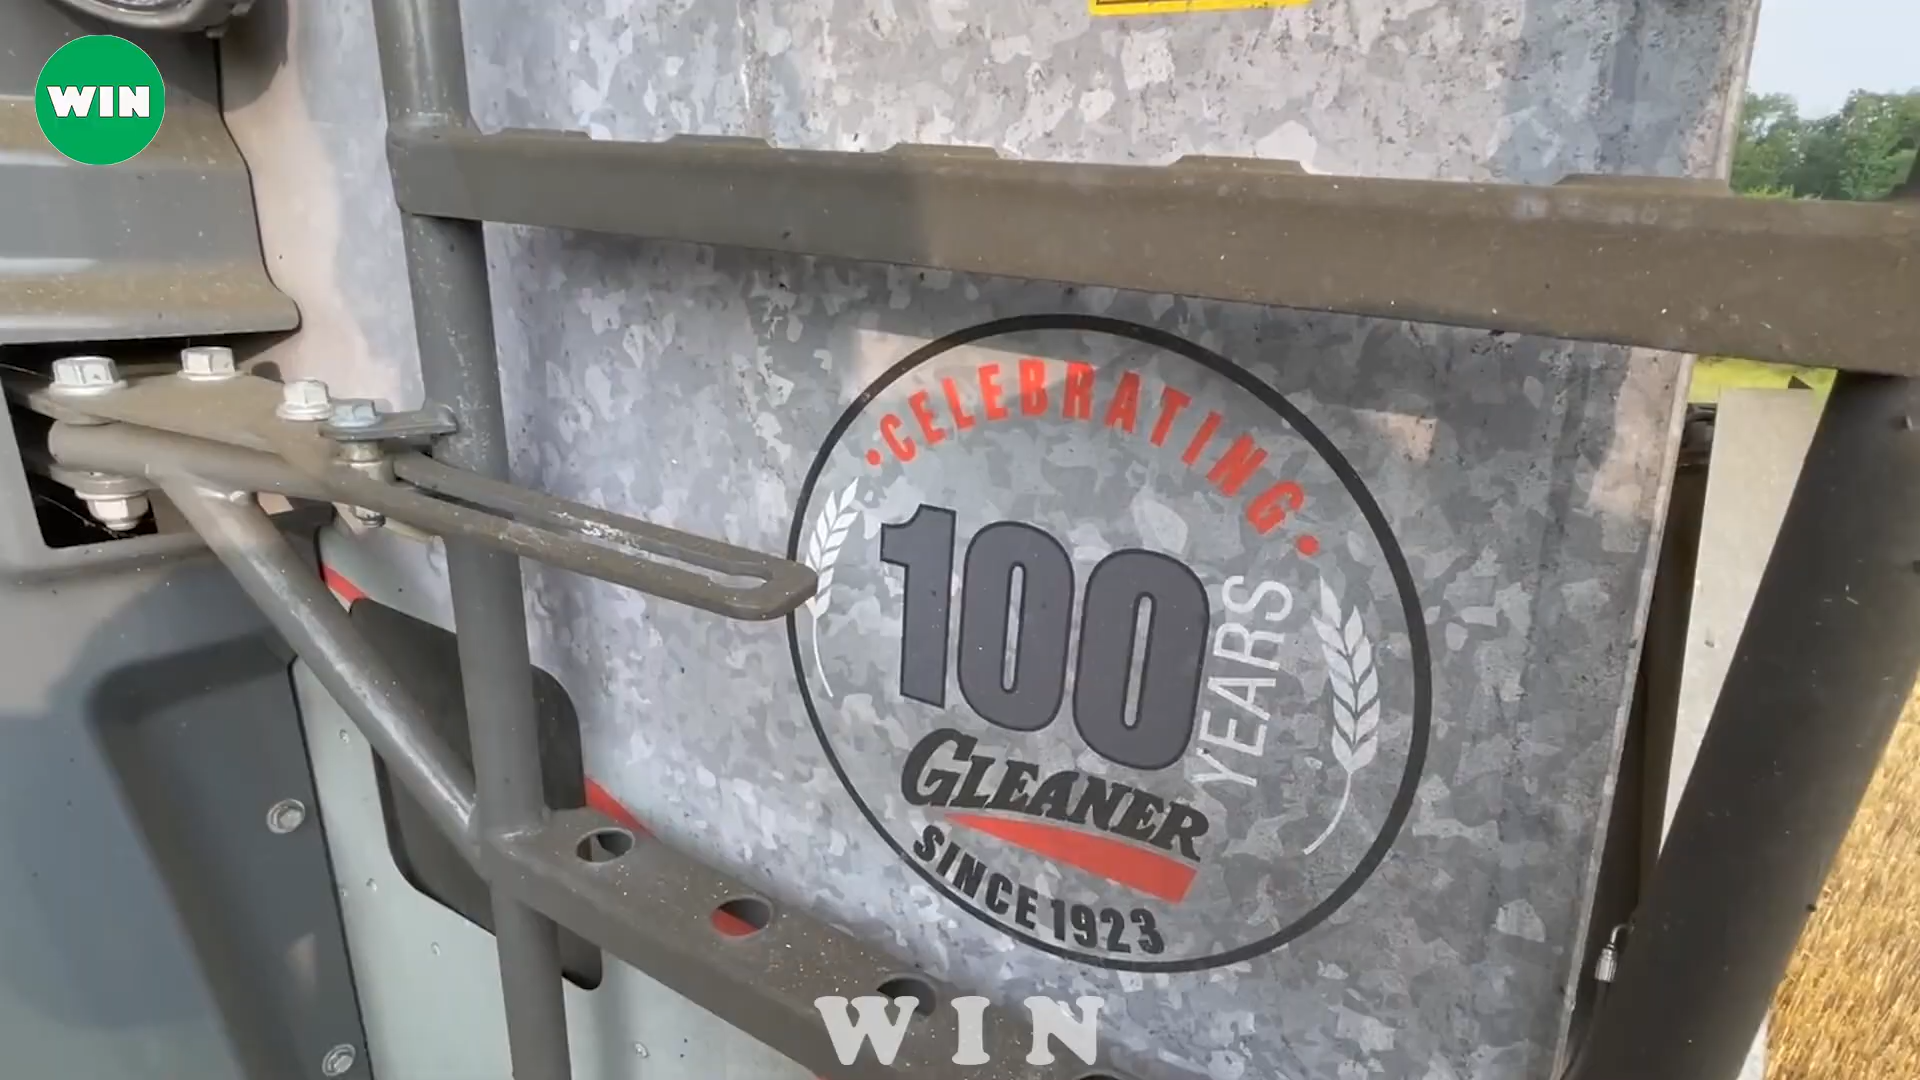 WIN
CELEBRATING
100
YEARS
GLEANER
SINCE 1923
WIN